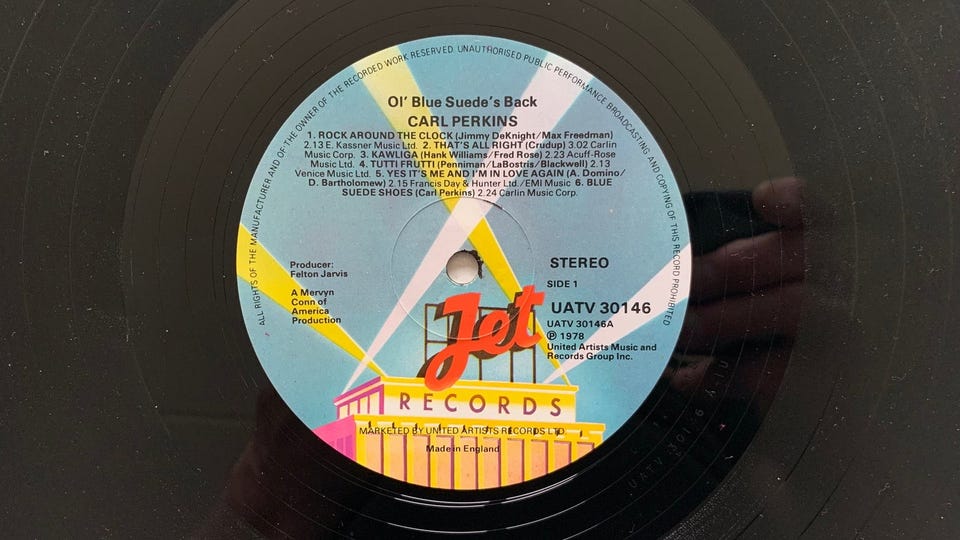 ALL RIGHTS OF THE MANUFACTURER AND OF THE OWNER OF THE RECORDED WORK RESERVED. UNAUTHORISED PUBLIC PERFORMANCE BROADCASTING AND COPYING OF THIS RECORD PROHIBITED
Ol' Blue Suede's Back
CARL PERKINS
1. ROCK AROUND THE CLOCK (Jimmy DeKnight/Max Freedman)
2.13 E. Kassner Music Ltd. 2. THAT'S ALL RIGHT (Crudup) 3.02 Carlin
Music Corp. 3. KAWLIGA (Hank Williams/Fred Rose) 2.23 Acuff-Rose
Music Ltd. 4. TUTTI FRUTTI (Penniman/LaBostris/Blackwell) 2.13
Venice Music Ltd. 5. YES IT'S ME AND I'M IN LOVE AGAIN (A. Domino/
D. Bartholomew) 2.15 Francis Day & Hunter Ltd./EMI Music 6. BLUE
SUEDE SHOES (Carl Perkins) 2.24 Carlin Music Corp.
Producer:
Felton Jarvis
A Mervyn
Conn of
America
Production
STEREO
SIDE 1
UATV 30146
UATV 30146A
℗ 1978
United Artists Music and
Records Group Inc.
Jet
RECORDS
MARKETED BY UNITED ARTISTS RECORDS LTD.
Made in England